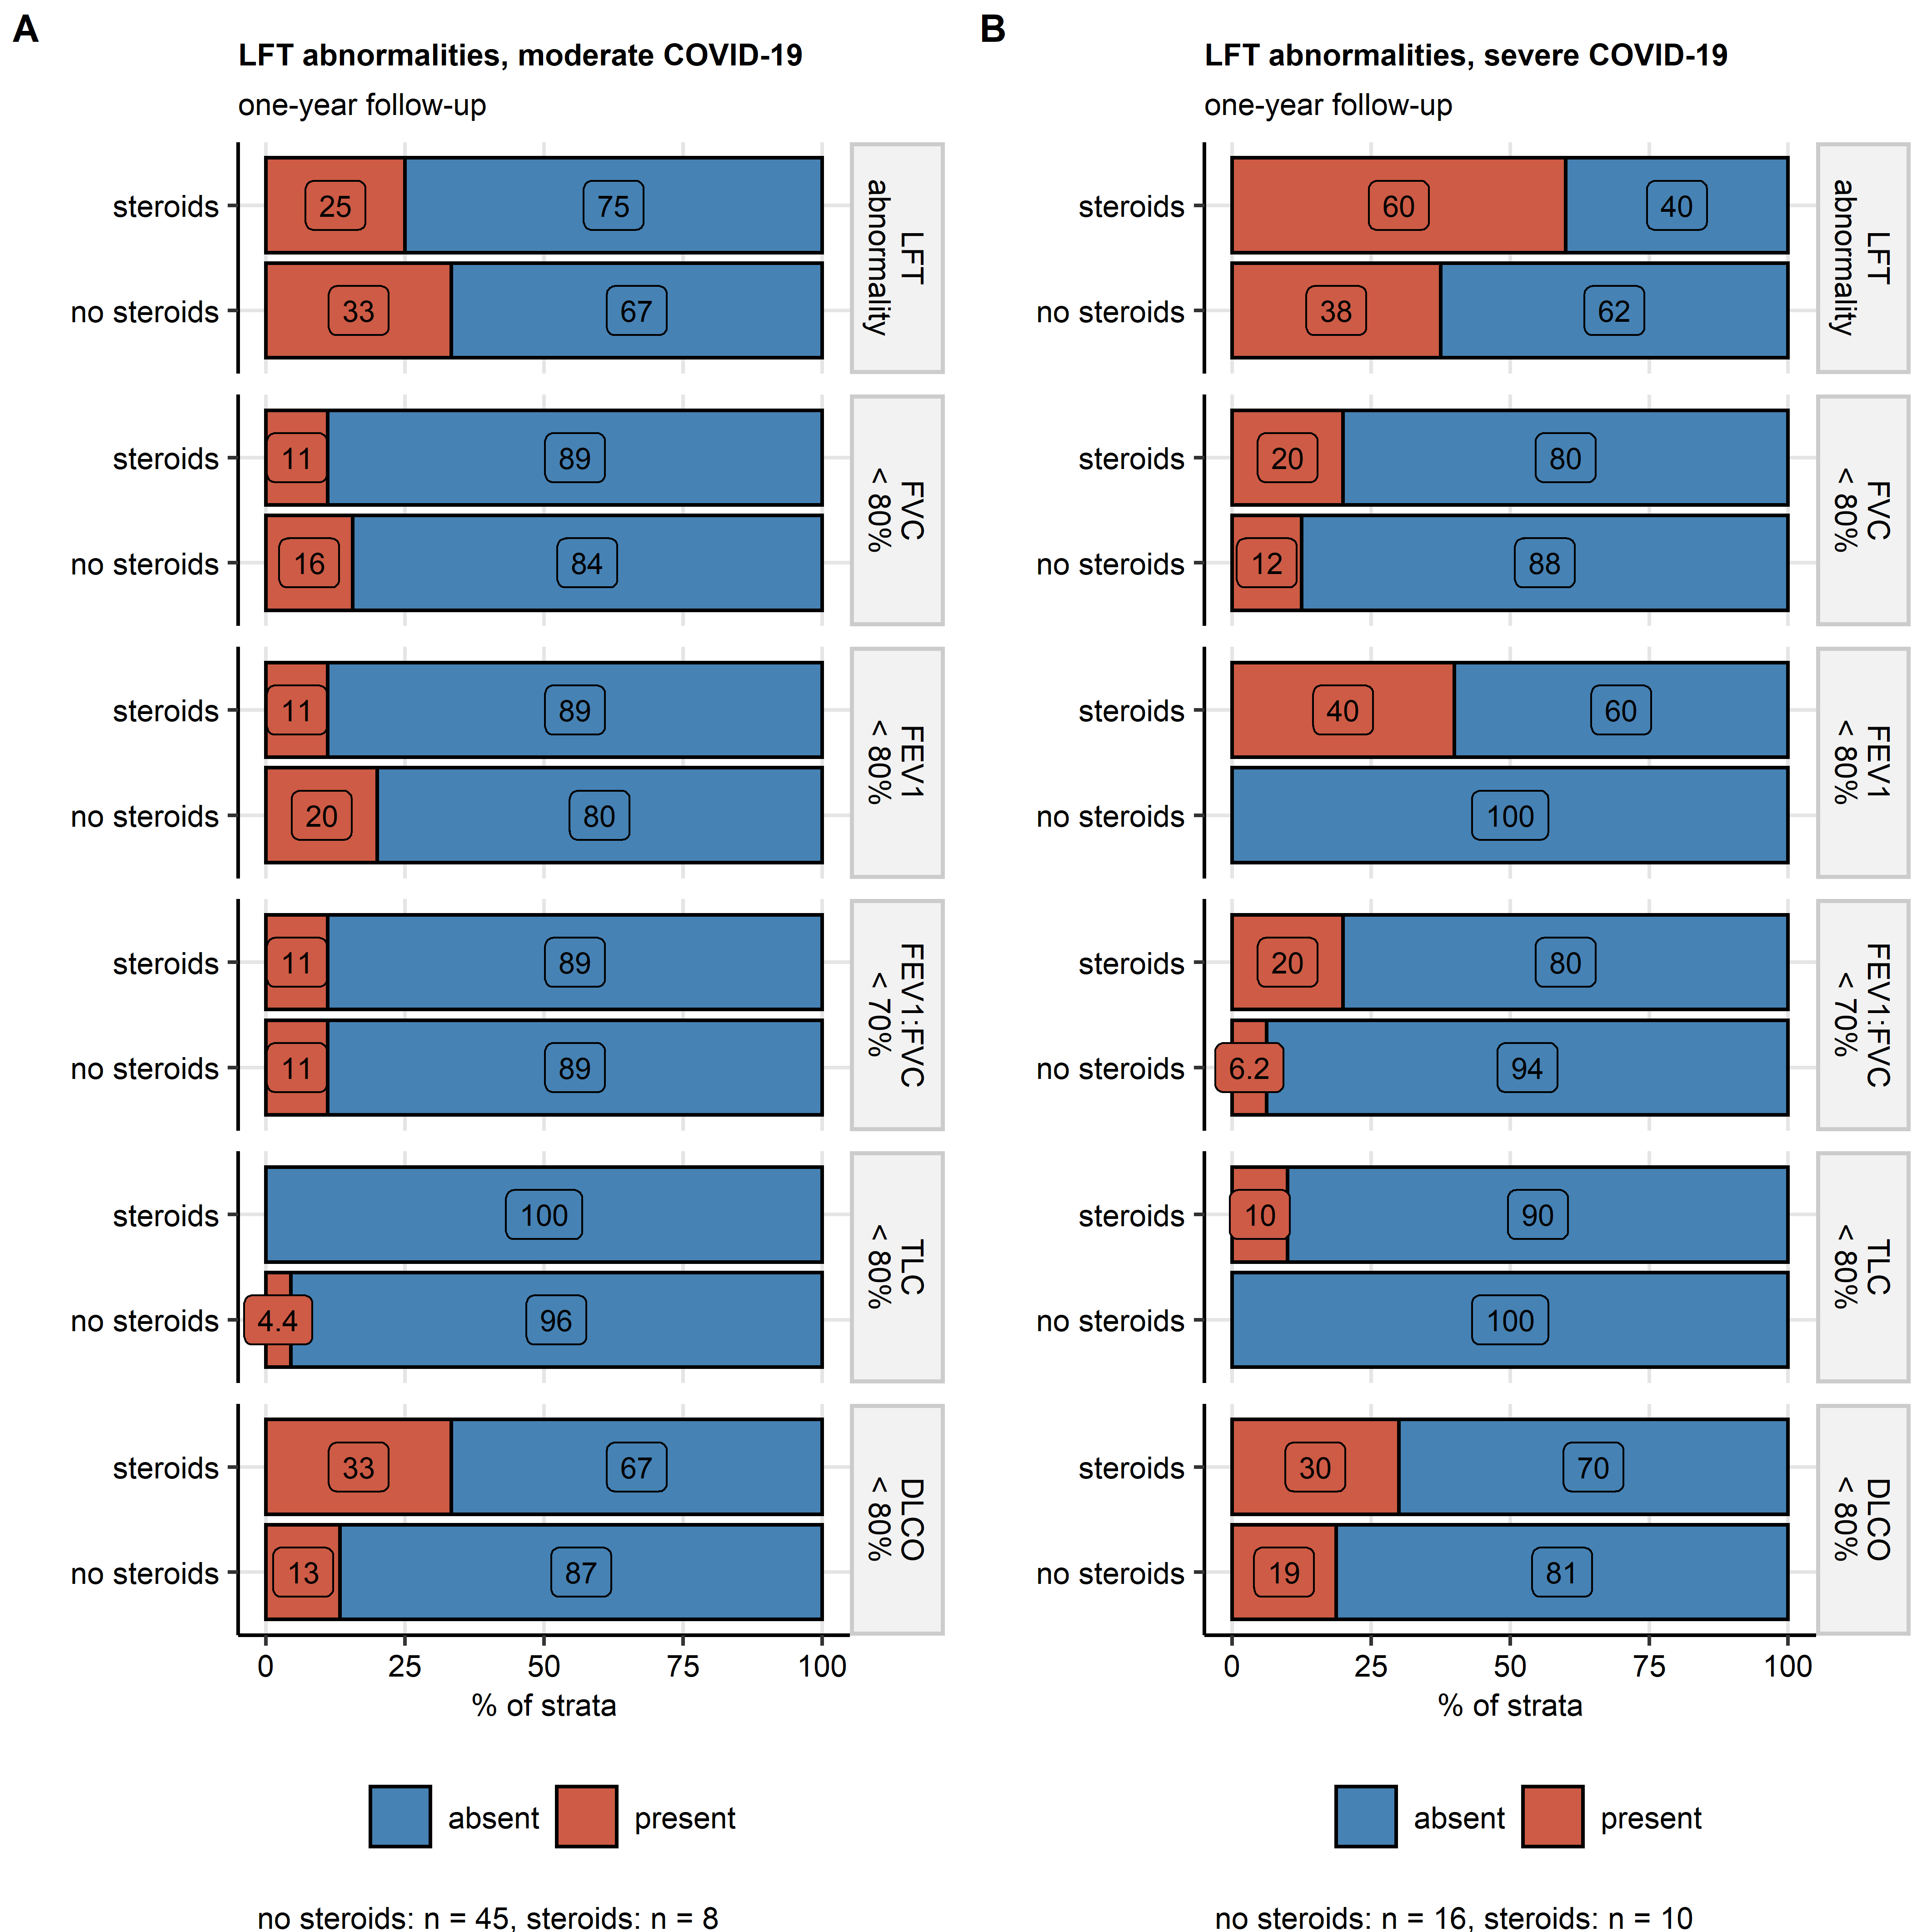 A
LFT abnormalities, moderate COVID-19
one-year follow-up
steroids
25
75
no steroids
33
67
LFT
abnormality
steroids
11
89
no steroids
16
84
FVC
< 80%
steroids
11
89
no steroids
20
80
FEV1
< 80%
steroids
11
89
no steroids
11
89
FEV1:FVC
< 70%
steroids
100
no steroids
4.4
96
TLC
< 80%
steroids
33
67
no steroids
13
87
DLCO
< 80%
0 25 50 75 100
% of strata
absent present
no steroids: n = 45, steroids: n = 8
B
LFT abnormalities, severe COVID-19
one-year follow-up
steroids
60
40
no steroids
38
62
LFT
abnormality
steroids
20
80
no steroids
12
88
FVC
< 80%
steroids
40
60
no steroids
100
FEV1
< 80%
steroids
20
80
no steroids
6.2
94
FEV1:FVC
< 70%
steroids
10
90
no steroids
100
TLC
< 80%
steroids
30
70
no steroids
19
81
DLCO
< 80%
0 25 50 75 100
% of strata
absent present
no steroids: n = 16, steroids: n = 10